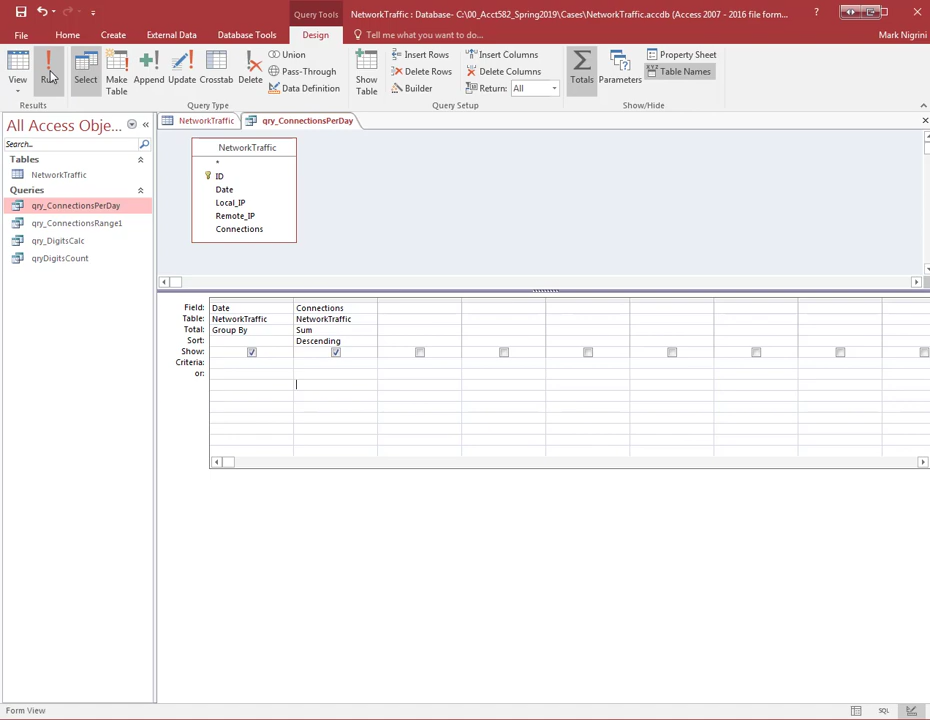 Query Tools
NetworkTraffic : Database- C:\00_Acct582_Spring2019\Cases\NetworkTraffic.accdb (Access 2007 - 2016 file form...
?
File Home Create External Data Database Tools Design Tell me what you want to do... Mark Nigrini
View
Run
Select
Make Table
Append
Update
Crosstab
Delete
Union
Pass-Through
Data Definition
Show Table
Insert Rows
Delete Rows
Builder
Insert Columns
Delete Columns
Return: All
Totals
Parameters
Property Sheet
Table Names
Results Query Type Query Setup Show/Hide
All Access Obje...
Search...
Tables
NetworkTraffic
Queries
qry_ConnectionsPerDay
qry_ConnectionsRange1
qry_DigitsCalc
qryDigitsCount
NetworkTraffic qry_ConnectionsPerDay
NetworkTraffic
*
ID
Date
Local_IP
Remote_IP
Connections
Field: Date Connections
Table: NetworkTraffic NetworkTraffic
Total: Group By Sum
Sort: Descending
Show:
Criteria:
or:
Form View
SQL